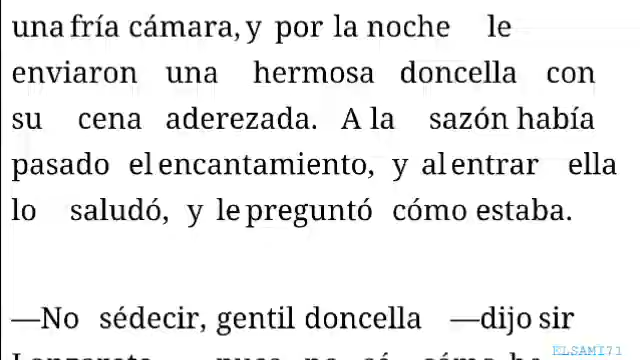 una fría cámara, y por la noche le
enviaron una hermosa doncella con
su cena aderezada. A la sazón había
pasado el encantamiento, y al entrar ella
lo saludó, y le preguntó cómo estaba.
—No sé decir, gentil doncella —dijo sir
ELSAMI71